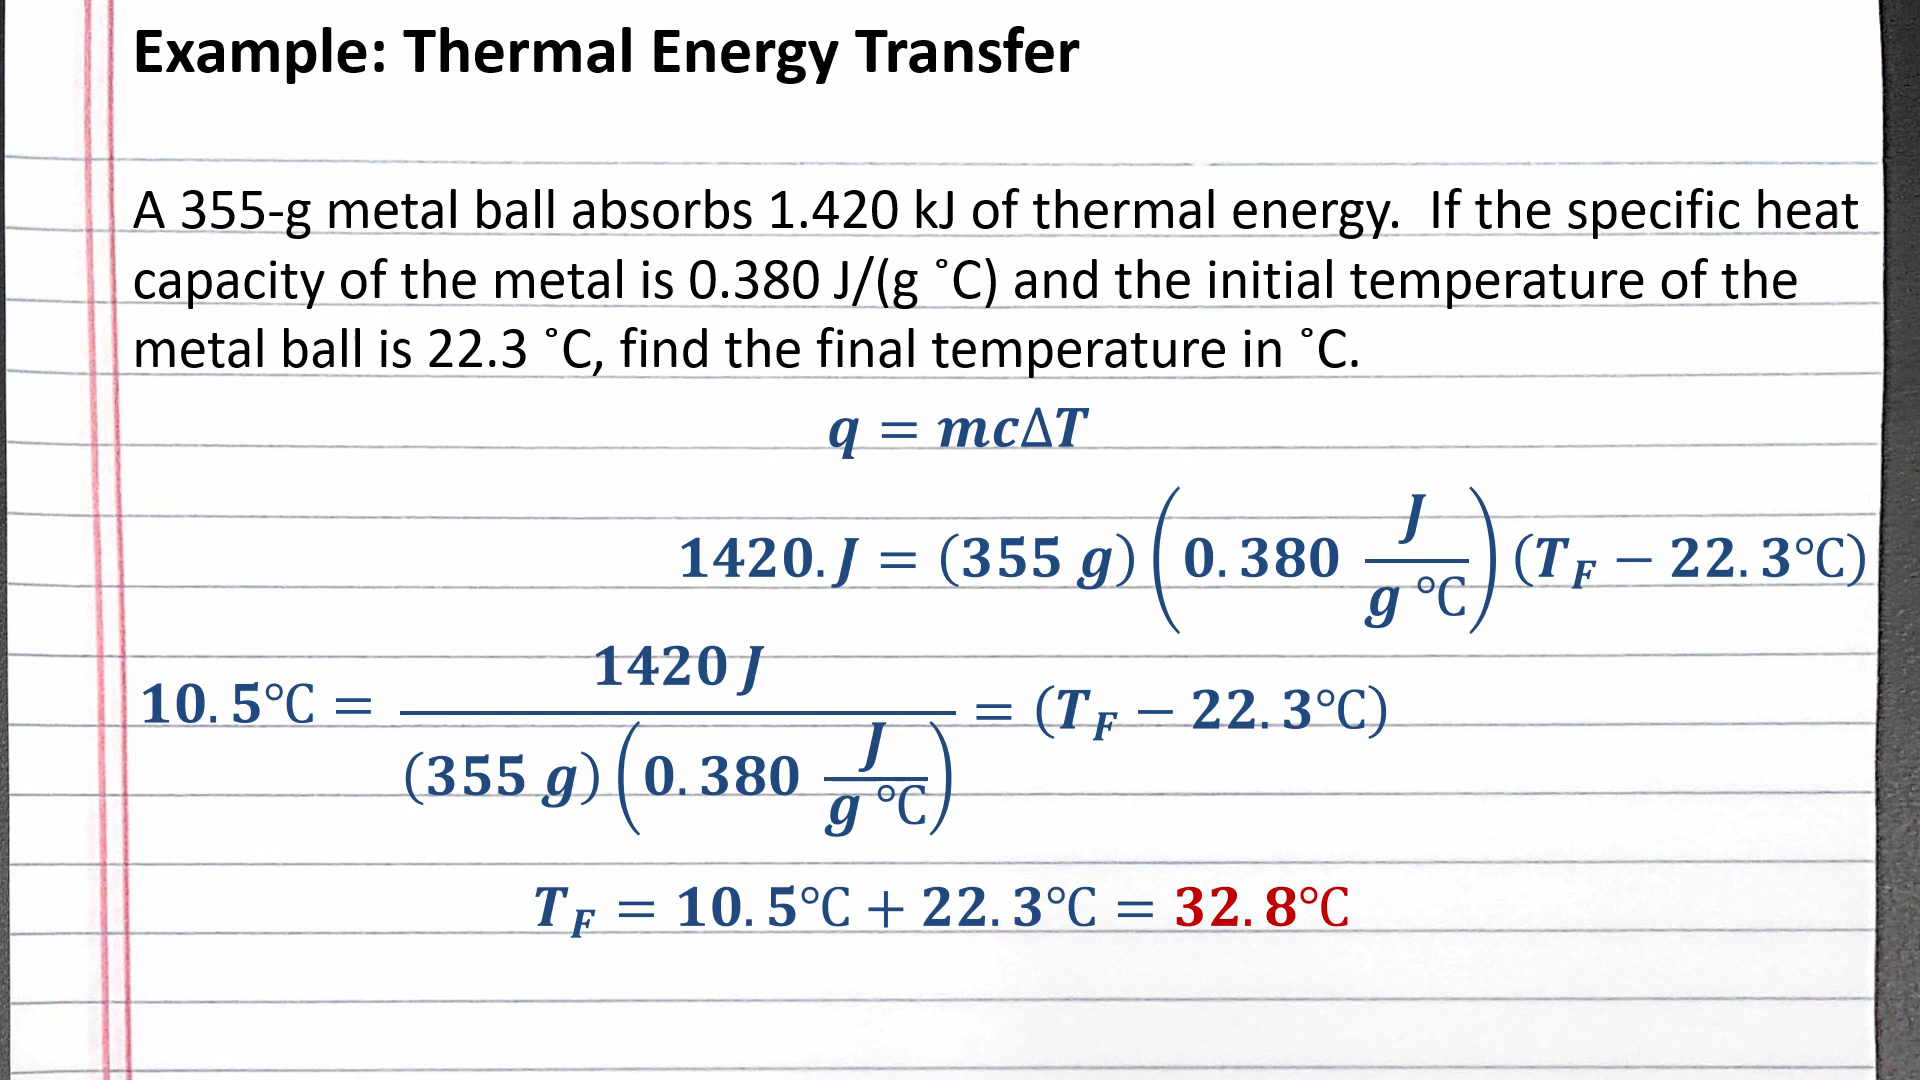 Example: Thermal Energy Transfer
A 355-g metal ball absorbs 1.420 kJ of thermal energy.  If the specific heat
capacity of the metal is 0.380 J/(g ˚C) and the initial temperature of the
metal ball is 22.3 ˚C, find the final temperature in ˚C.
q = mcΔT
1420. J = (355 g) (0.380 J/(g °C)) (T_F − 22.3°C)
10.5°C = 1420 J / ((355 g) (0.380 J/(g °C))) = (T_F − 22.3°C)
T_F = 10.5°C + 22.3°C = 32.8°C